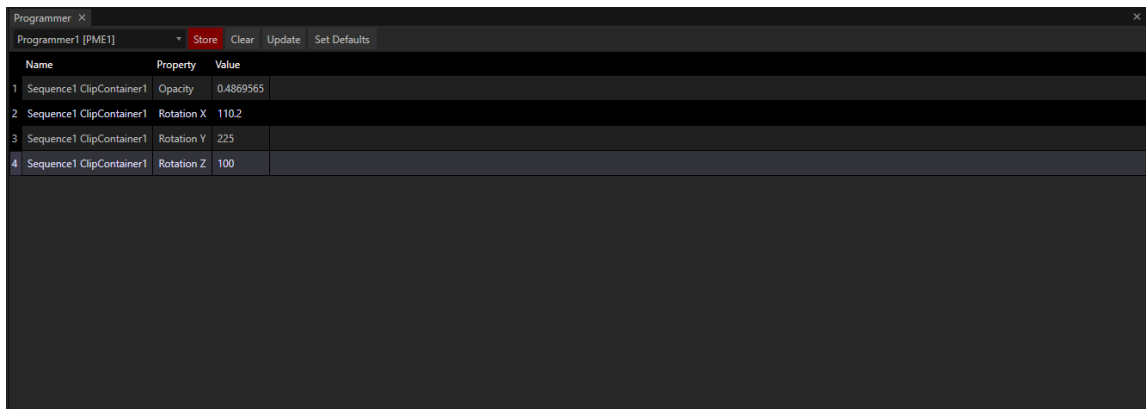 Programmer ×
Programmer1 [PME1] Store Clear Update Set Defaults
Name Property Value
1 Sequence1 ClipContainer1 Opacity 0.4869565
2 Sequence1 ClipContainer1 Rotation X 110.2
3 Sequence1 ClipContainer1 Rotation Y 225
4 Sequence1 ClipContainer1 Rotation Z 100